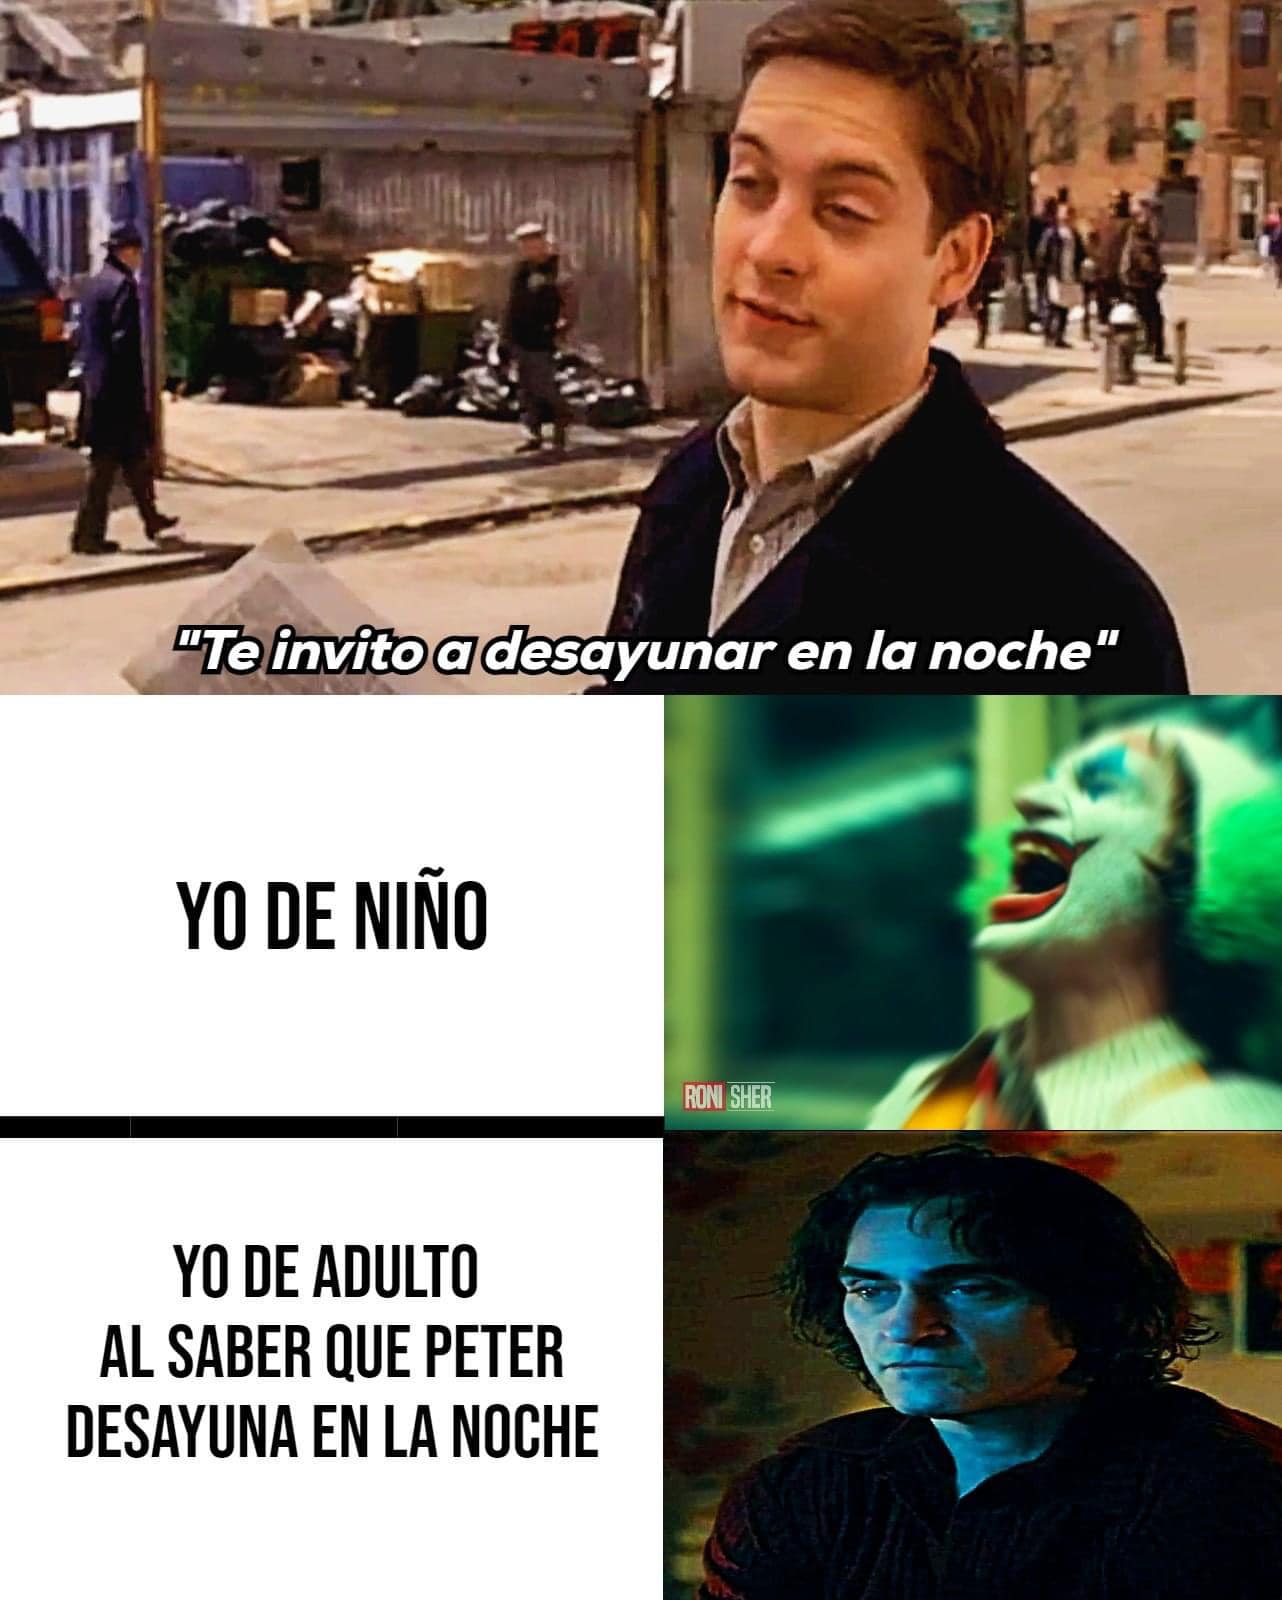 EAT
"Te invito a desayunar en la noche"
YO DE NIÑO
RONI SHER
YO DE ADULTO
AL SABER QUE PETER
DESAYUNA EN LA NOCHE